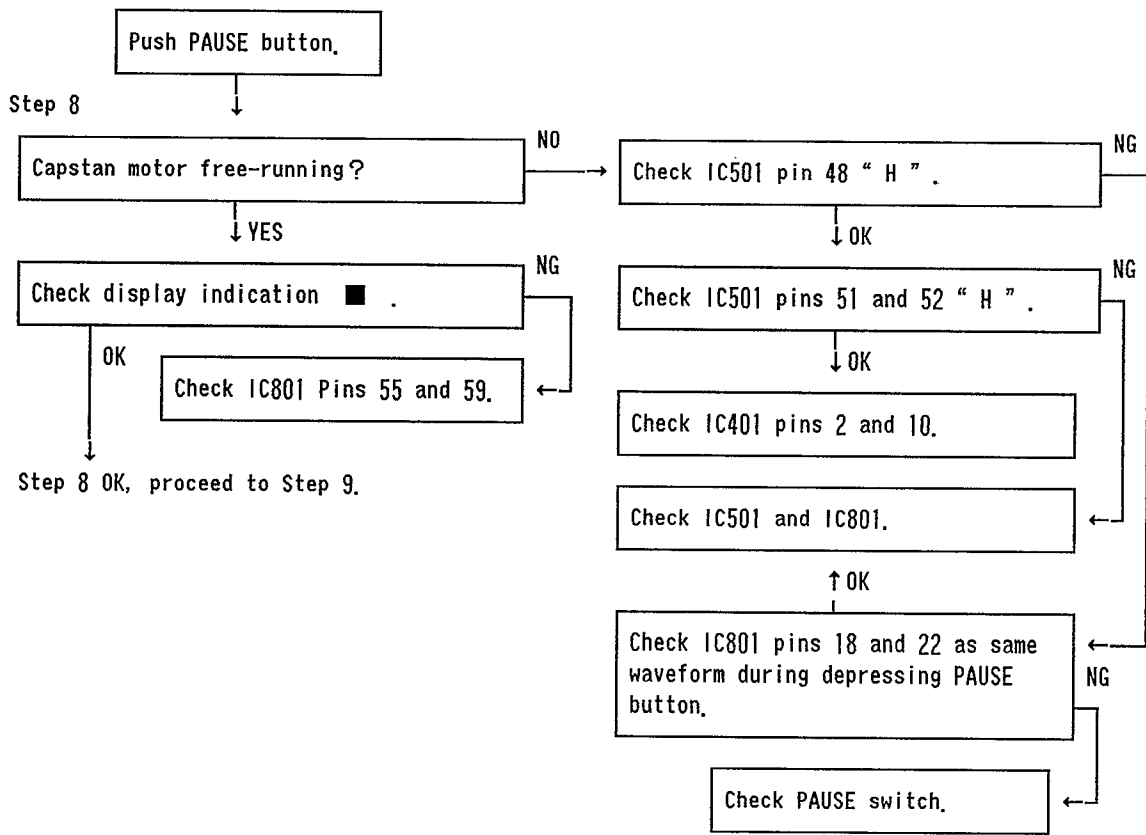 Push PAUSE button.
Step 8
Capstan motor free-running?
NO
Check IC501 pin 48 “ H ” .
NG
↓ YES
↓ OK
Check display indication ■ .
NG
Check IC501 pins 51 and 52 “ H ” .
NG
OK
↓ OK
Check IC801 Pins 55 and 59.
Check IC401 pins 2 and 10.
Step 8 OK, proceed to Step 9.
Check IC501 and IC801.
↑ OK
Check IC801 pins 18 and 22 as same
waveform during depressing PAUSE
button.
NG
Check PAUSE switch.